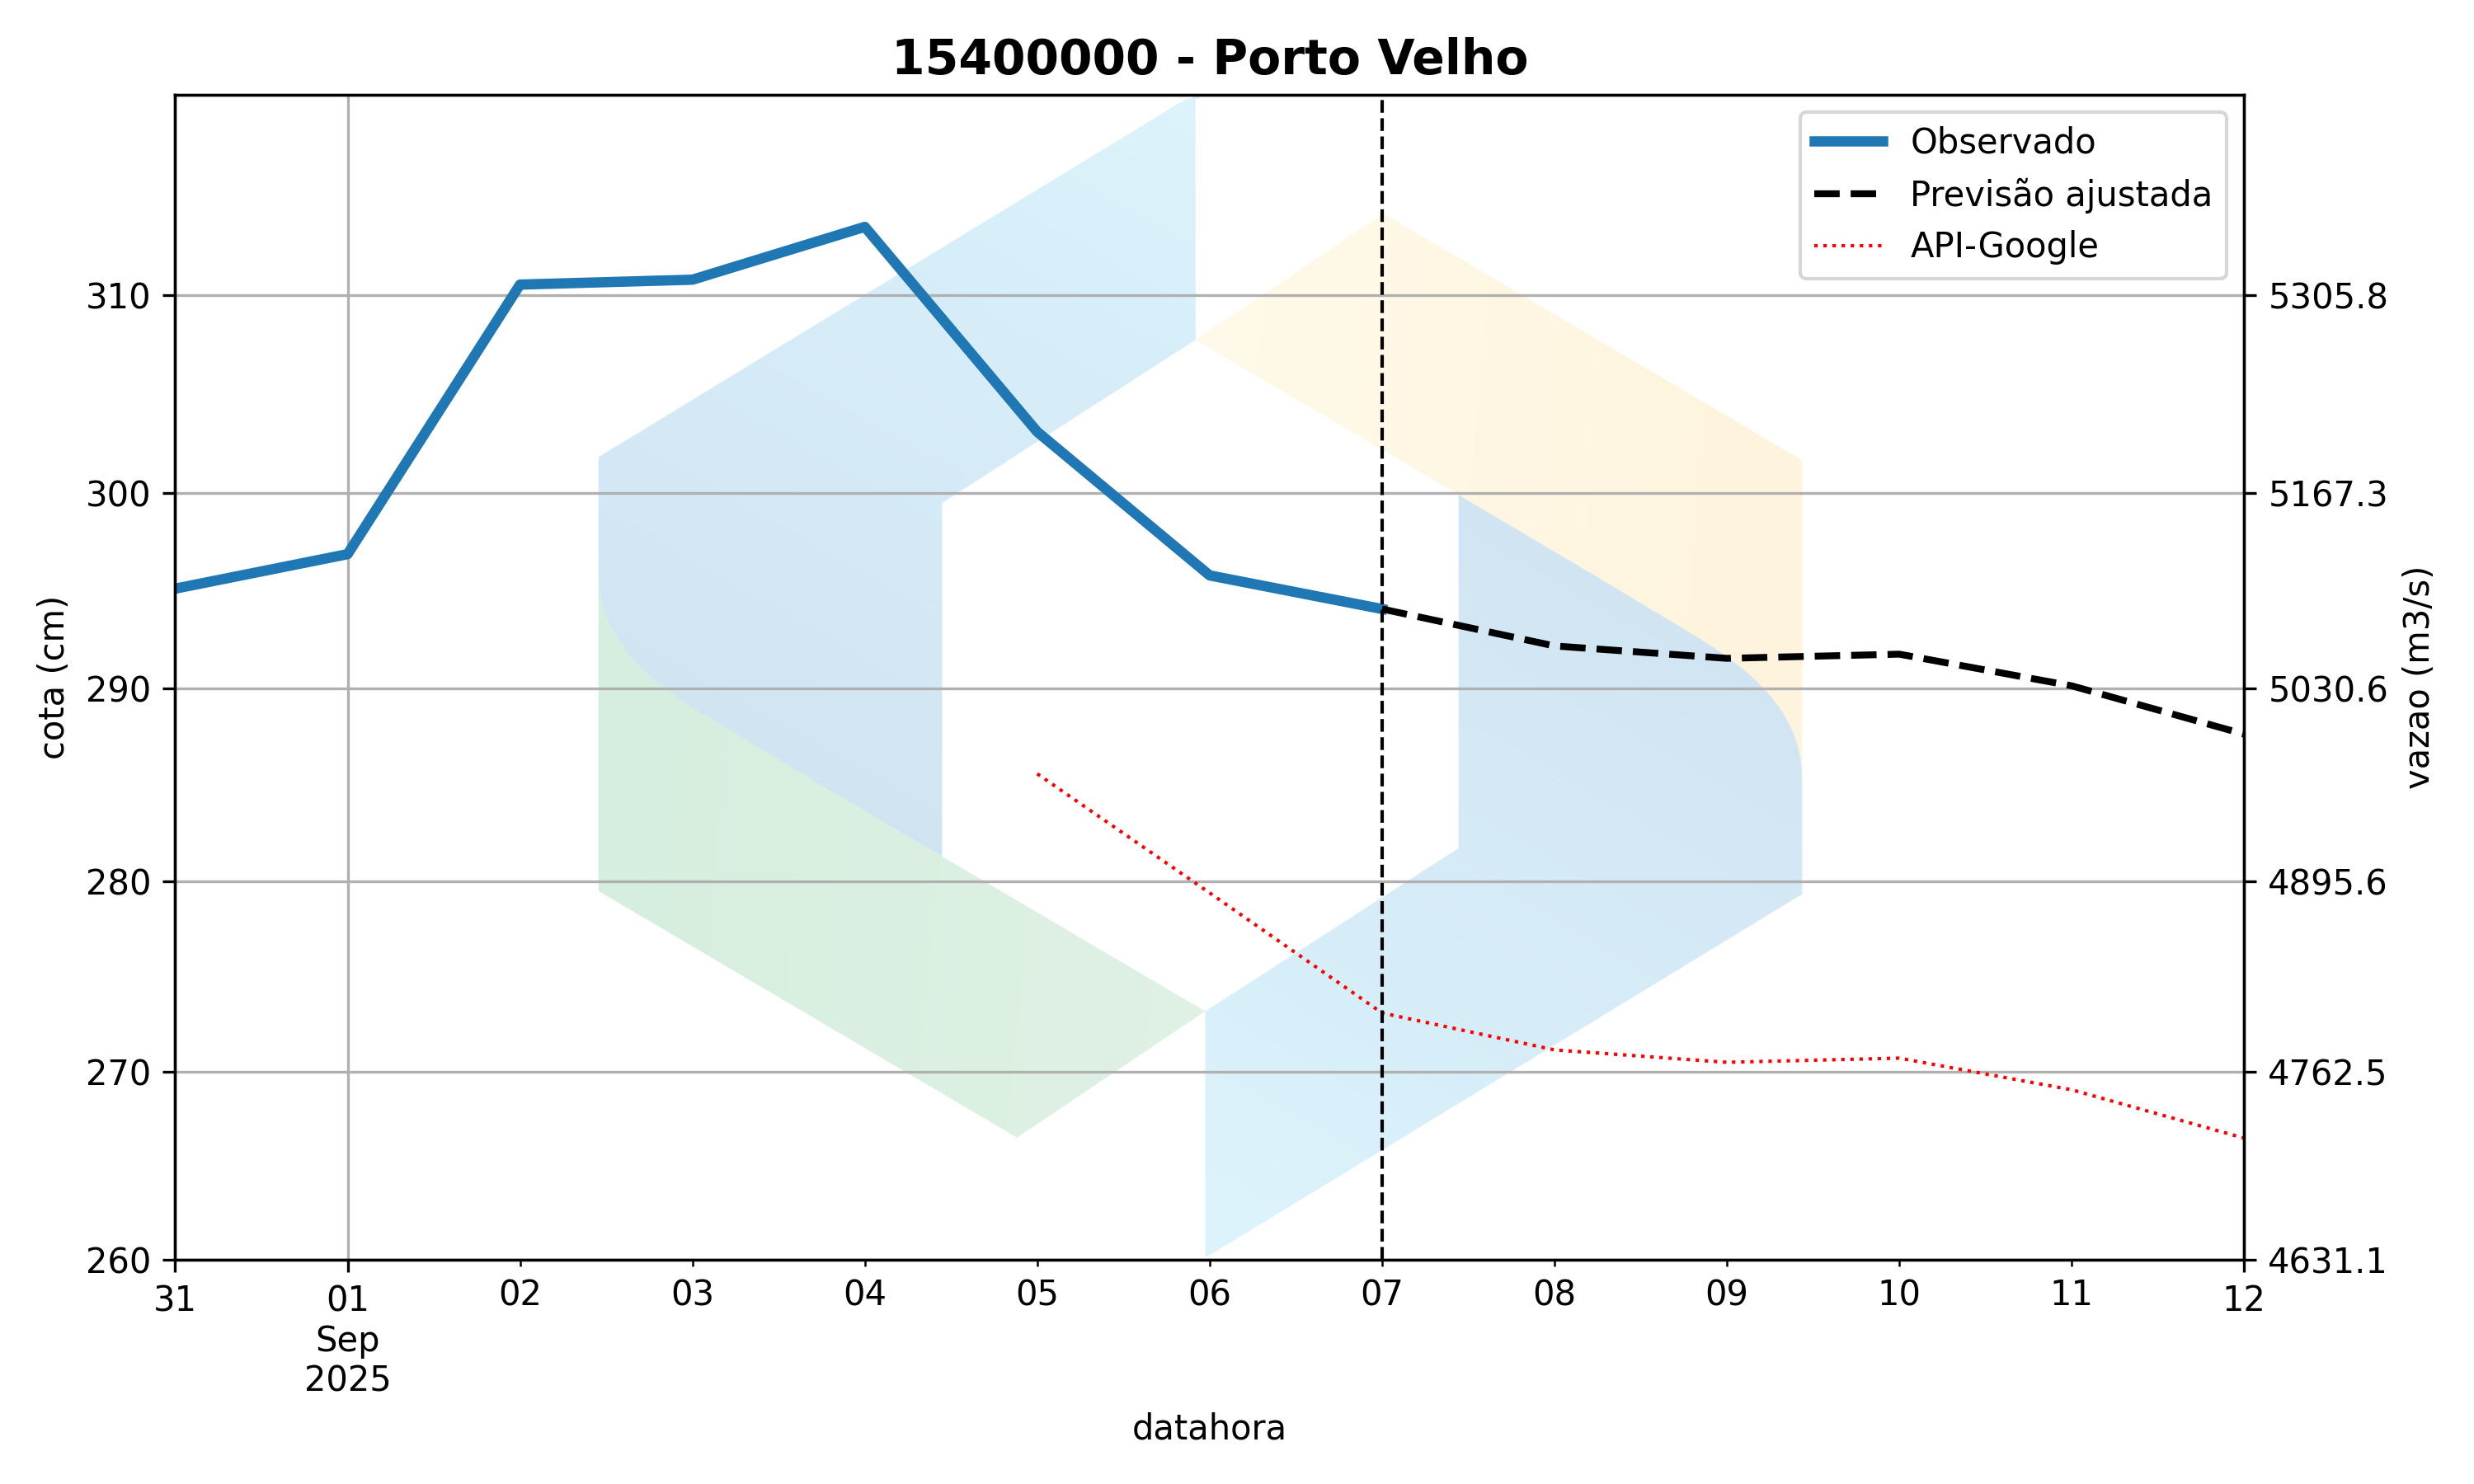 15400000 - Porto Velho
Observado
Previsão ajustada
API-Google
310
300
290
280
270
260
cota (cm)
5305.8
5167.3
5030.6
4895.6
4762.5
4631.1
vazao (m3/s)
31 01 02 03 04 05 06 07 08 09 10 11 12
Sep
2025
datahora